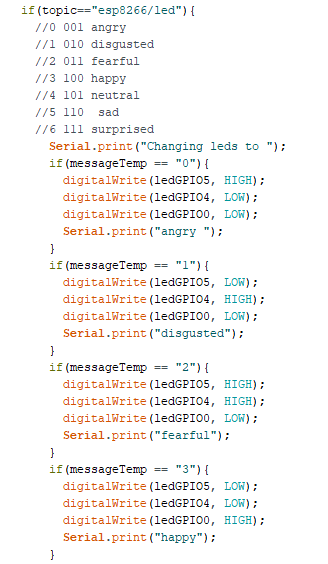 if(topic=="esp8266/led"){
//0 001 angry
//1 010 disgusted
//2 011 fearful
//3 100 happy
//4 101 neutral
//5 110  sad
//6 111 surprised
Serial.print("Changing leds to ");
if(messageTemp == "0"){
digitalWrite(ledGPIO5, HIGH);
digitalWrite(ledGPIO4, LOW);
digitalWrite(ledGPIO0, LOW);
Serial.print("angry ");
}
if(messageTemp == "1"){
digitalWrite(ledGPIO5, LOW);
digitalWrite(ledGPIO4, HIGH);
digitalWrite(ledGPIO0, LOW);
Serial.print("disgusted");
}
if(messageTemp == "2"){
digitalWrite(ledGPIO5, HIGH);
digitalWrite(ledGPIO4, HIGH);
digitalWrite(ledGPIO0, LOW);
Serial.print("fearful");
}
if(messageTemp == "3"){
digitalWrite(ledGPIO5, LOW);
digitalWrite(ledGPIO4, LOW);
digitalWrite(ledGPIO0, HIGH);
Serial.print("happy");
}